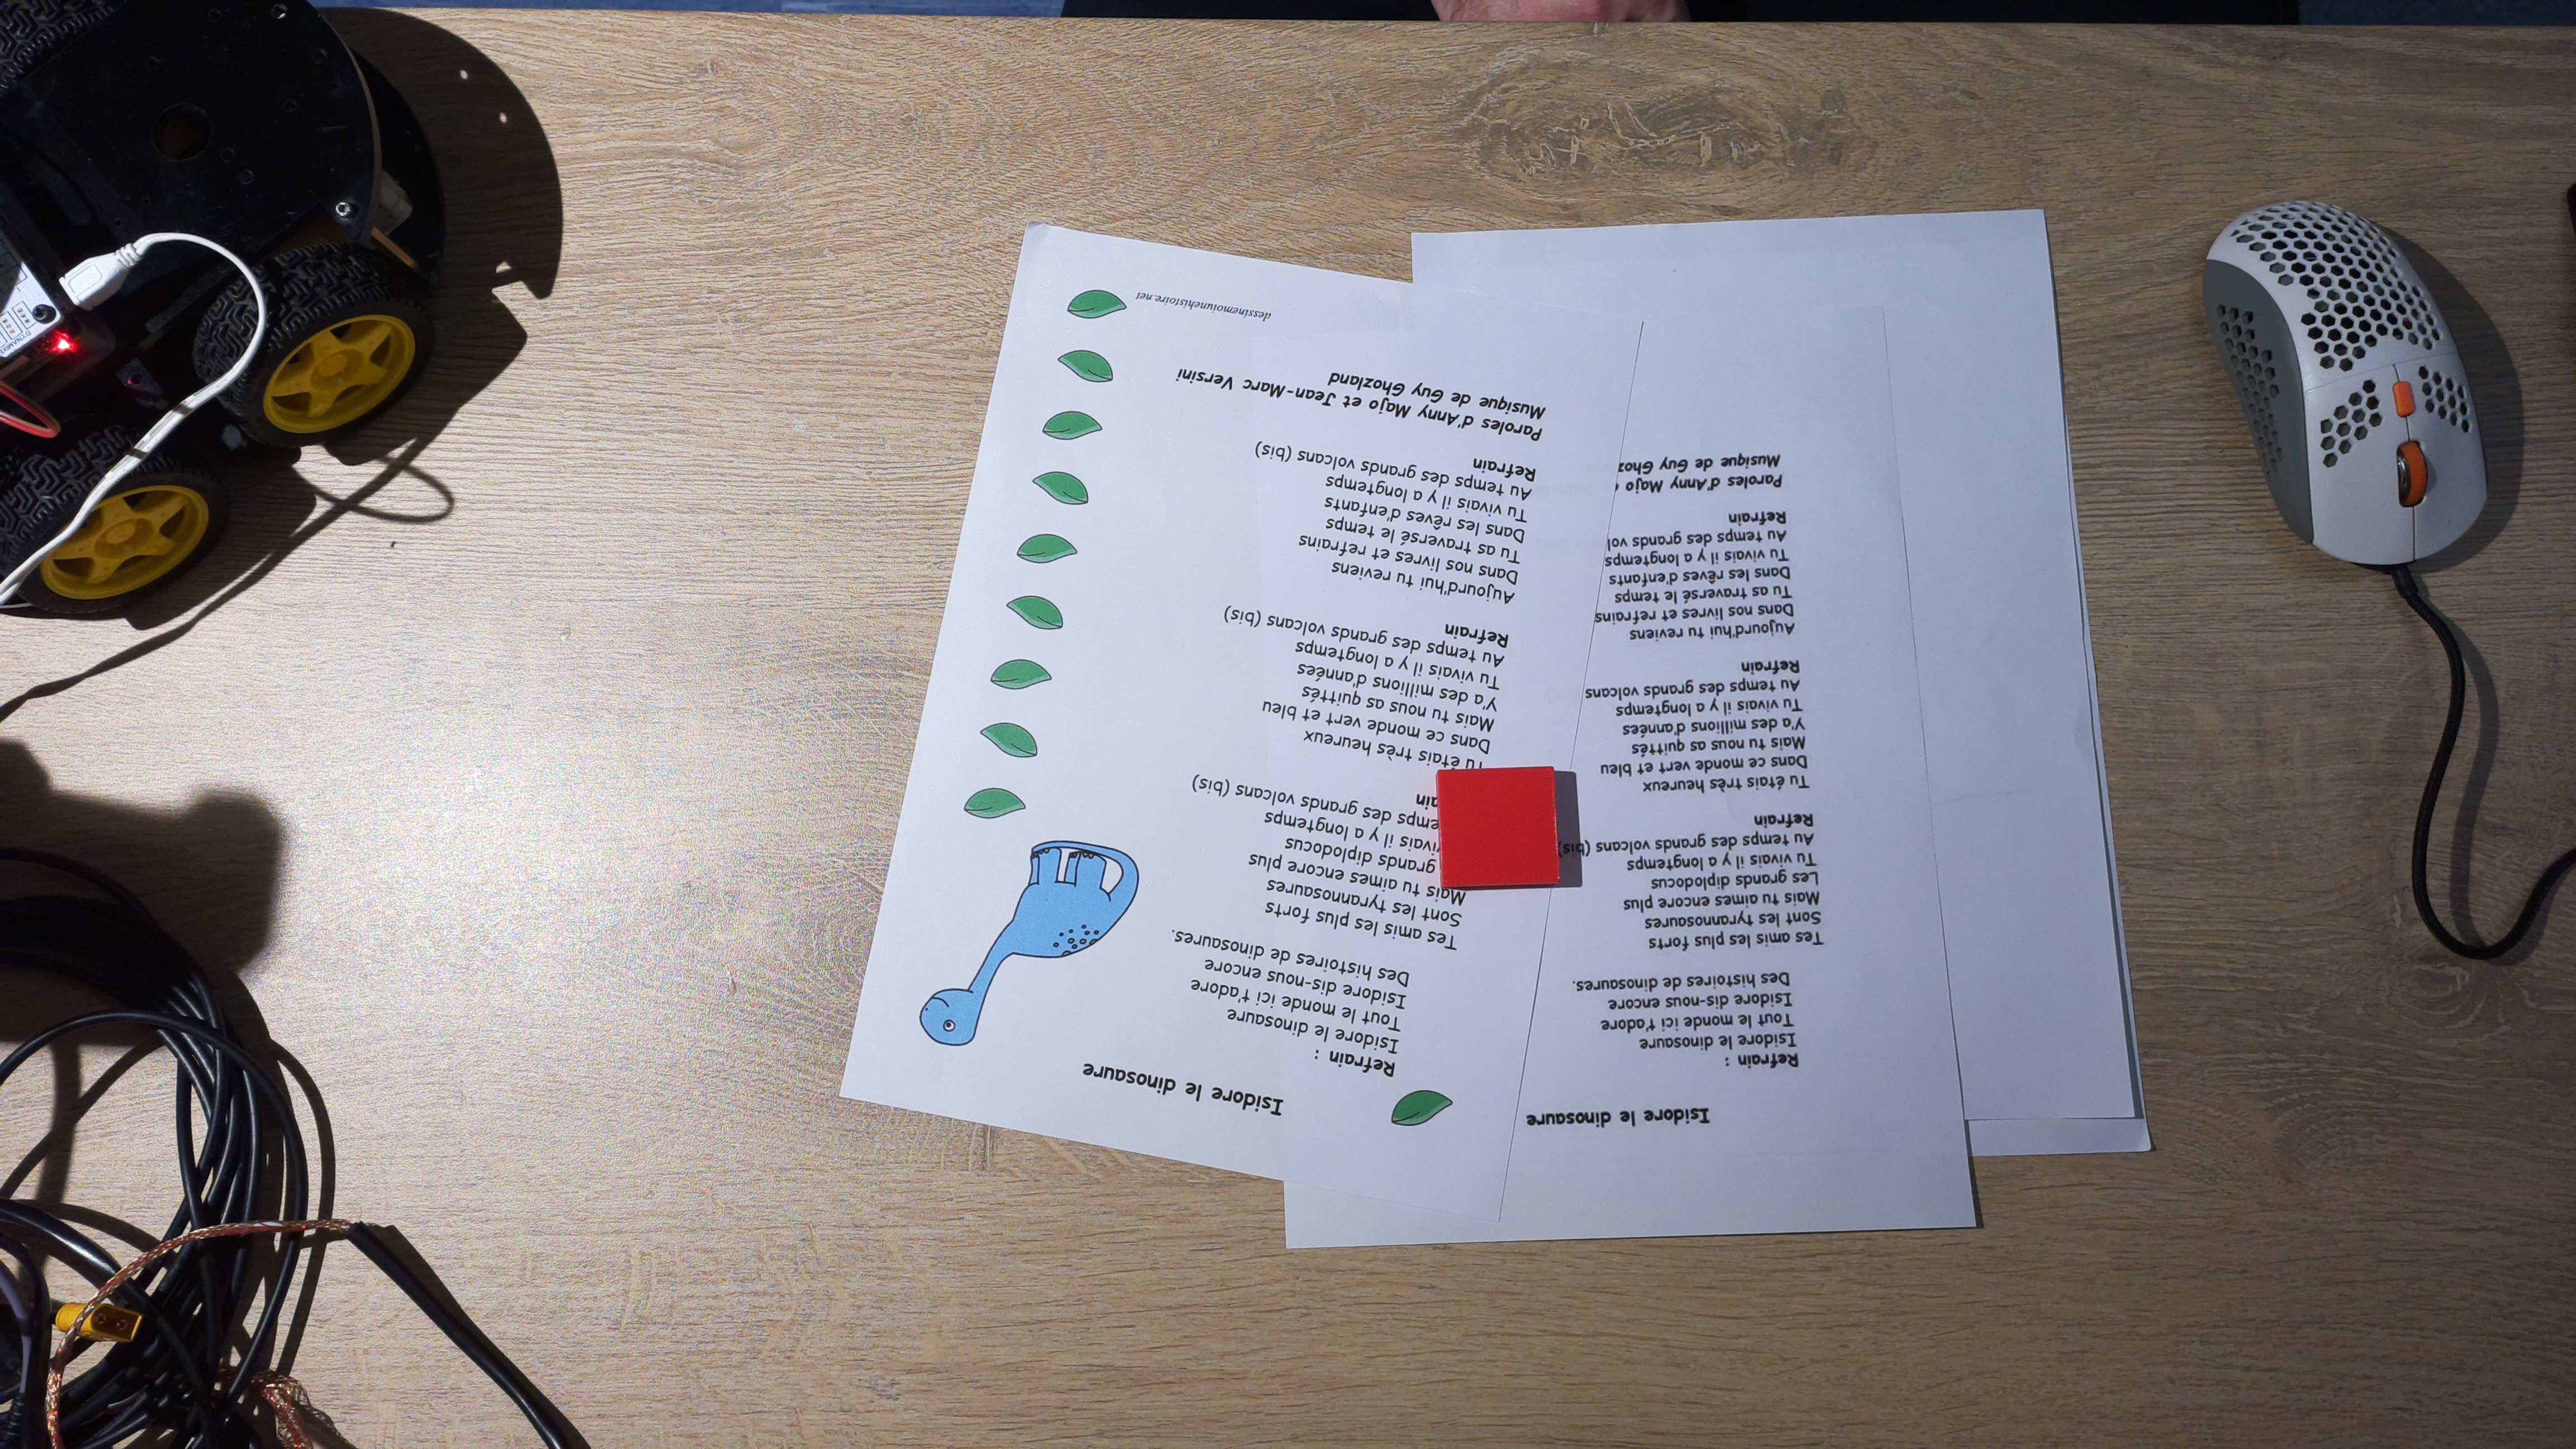 Isidore le dinosaure
Refrain :
Isidore le dinosaure
Tout le monde ici t'adore
Isidore dis-nous encore
Des histoires de dinosaures.
Tes amis les plus forts
Sont les tyrannosaures
Mais tu aimes encore plus
grands diplodocus
vivais il y a longtemps
temps des grands volcans (bis)
ain
Tu étais très heureux
Dans ce monde vert et bleu
Mais tu nous as quittés
Y'a des millions d'années
Tu vivais il y a longtemps
Au temps des grands volcans (bis)
Refrain
Aujourd'hui tu reviens
Dans nos livres et refrains
Tu as traversé le temps
Dans les rêves d'enfants
Tu vivais il y a longtemps
Au temps des grands volcans (bis)
Refrain
Paroles d'Anny Majo et Jean-Marc Versini
Musique de Guy Ghozland
dessinemoiunehistoire.net
Isidore le dinosaure
Refrain :
Isidore le dinosaure
Tout le monde ici t'adore
Isidore dis-nous encore
Des histoires de dinosaures.
Tes amis les plus forts
Sont les tyrannosaures
Mais tu aimes encore plus
Les grands diplodocus
Tu vivais il y a longtemps
Au temps des grands volcans (bis)
Refrain
Tu étais très heureux
Dans ce monde vert et bleu
Mais tu nous as quittés
Y'a des millions d'années
Tu vivais il y a longtemps
Au temps des grands volcans
Refrain
Aujourd'hui tu reviens
Dans nos livres et refrains
Tu as traversé le temps
Dans les rêves d'enfants
Tu vivais il y a longtemps
Au temps des grands vol
Refrain
Paroles d'Anny Majo
Musique de Guy Ghoz